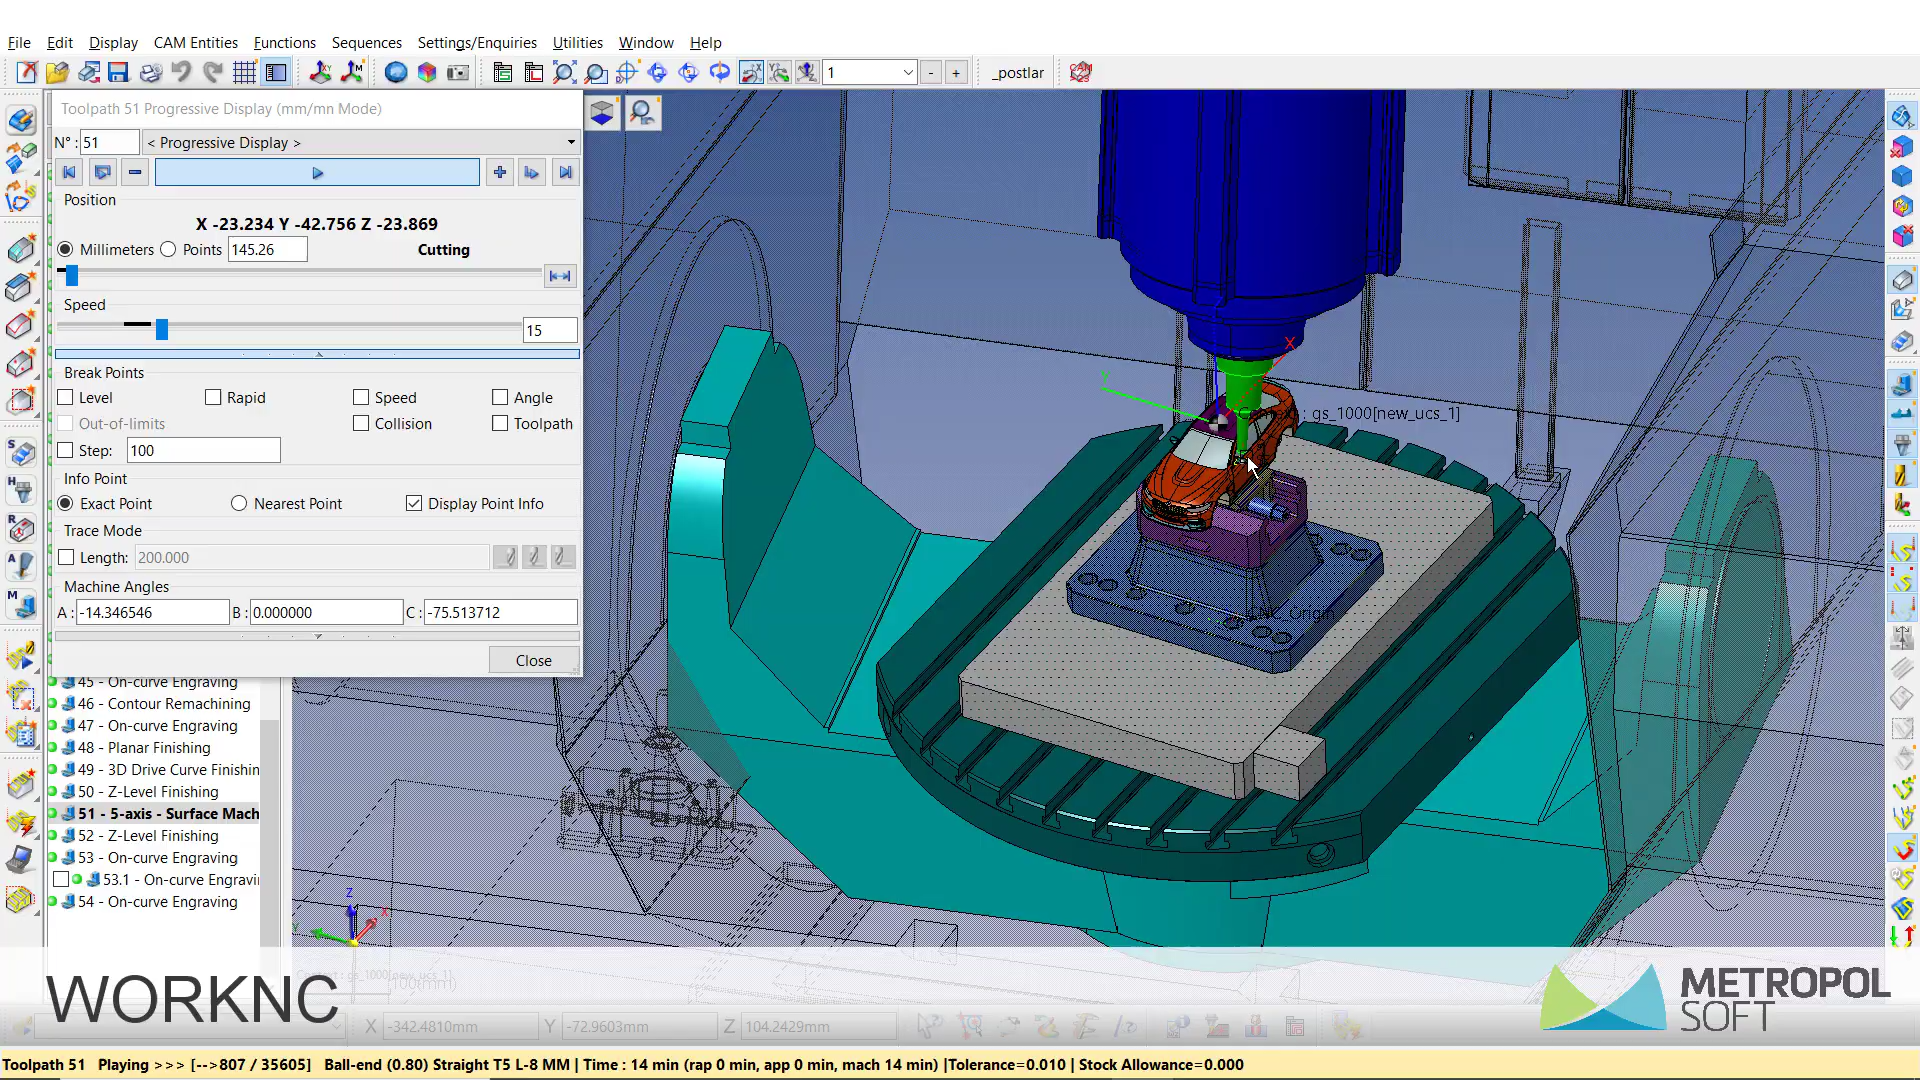 File Edit Display CAM Entities Functions Sequences Settings/Enquiries Utilities Window Help
1 - + _postlar
Toolpath 51 Progressive Display (mm/mn Mode)
N° : 51 < Progressive Display >
Position
X -23.234 Y -42.756 Z -23.869
Millimeters Points 145.26 Cutting
Speed
15
Break Points
Level Rapid Speed Angle
Out-of-limits Collision Toolpath
Step: 100
Info Point
Exact Point Nearest Point Display Point Info
Trace Mode
Length: 200.000
Machine Angles
A : -14.346546 B : 0.000000 C : -75.513712
Close
45 - On-curve Engraving
46 - Contour Remachining
47 - On-curve Engraving
48 - Planar Finishing
49 - 3D Drive Curve Finishin
50 - Z-Level Finishing
51 - 5-axis - Surface Mach
52 - Z-Level Finishing
53 - On-curve Engraving
53.1 - On-curve Engravi
54 - On-curve Engraving
X
Y
: qs_1000[new_ucs_1]
CNC_Origin
Z
X
Y
WORKNC
METROPOL
SOFT
X -342.4810mm Y -72.9603mm Z 104.2429mm
Toolpath 51 Playing >>> [-->807 / 35605] Ball-end (0.80) Straight T5 L-8 MM | Time : 14 min (rap 0 min, app 0 min, mach 14 min) |Tolerance=0.010 | Stock Allowance=0.000